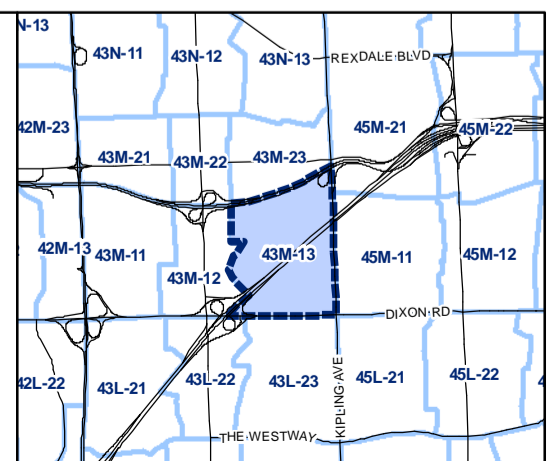 N-13
43N-11
43N-12
43N-13
REXDALE BLVD
42M-23
45M-21
45M-22
43M-21
43M-22
43M-23
42M-13
43M-11
43M-12
43M-13
45M-11
45M-12
DIXON RD
42L-22
43L-21
43L-22
43L-23
KIPLING AVE
45L-21
45L-22
4
THE WESTWAY